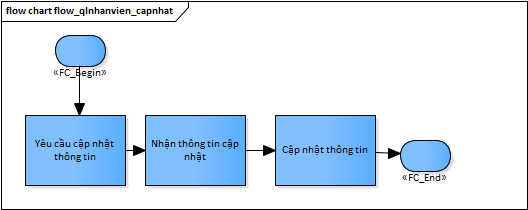 flow chart flow_qlnhanvien_capnhat
«FC_Begin»
Yêu cầu cập nhật
thông tin
Nhận thông tin cập
nhật
Cập nhật thông tin
«FC_End»